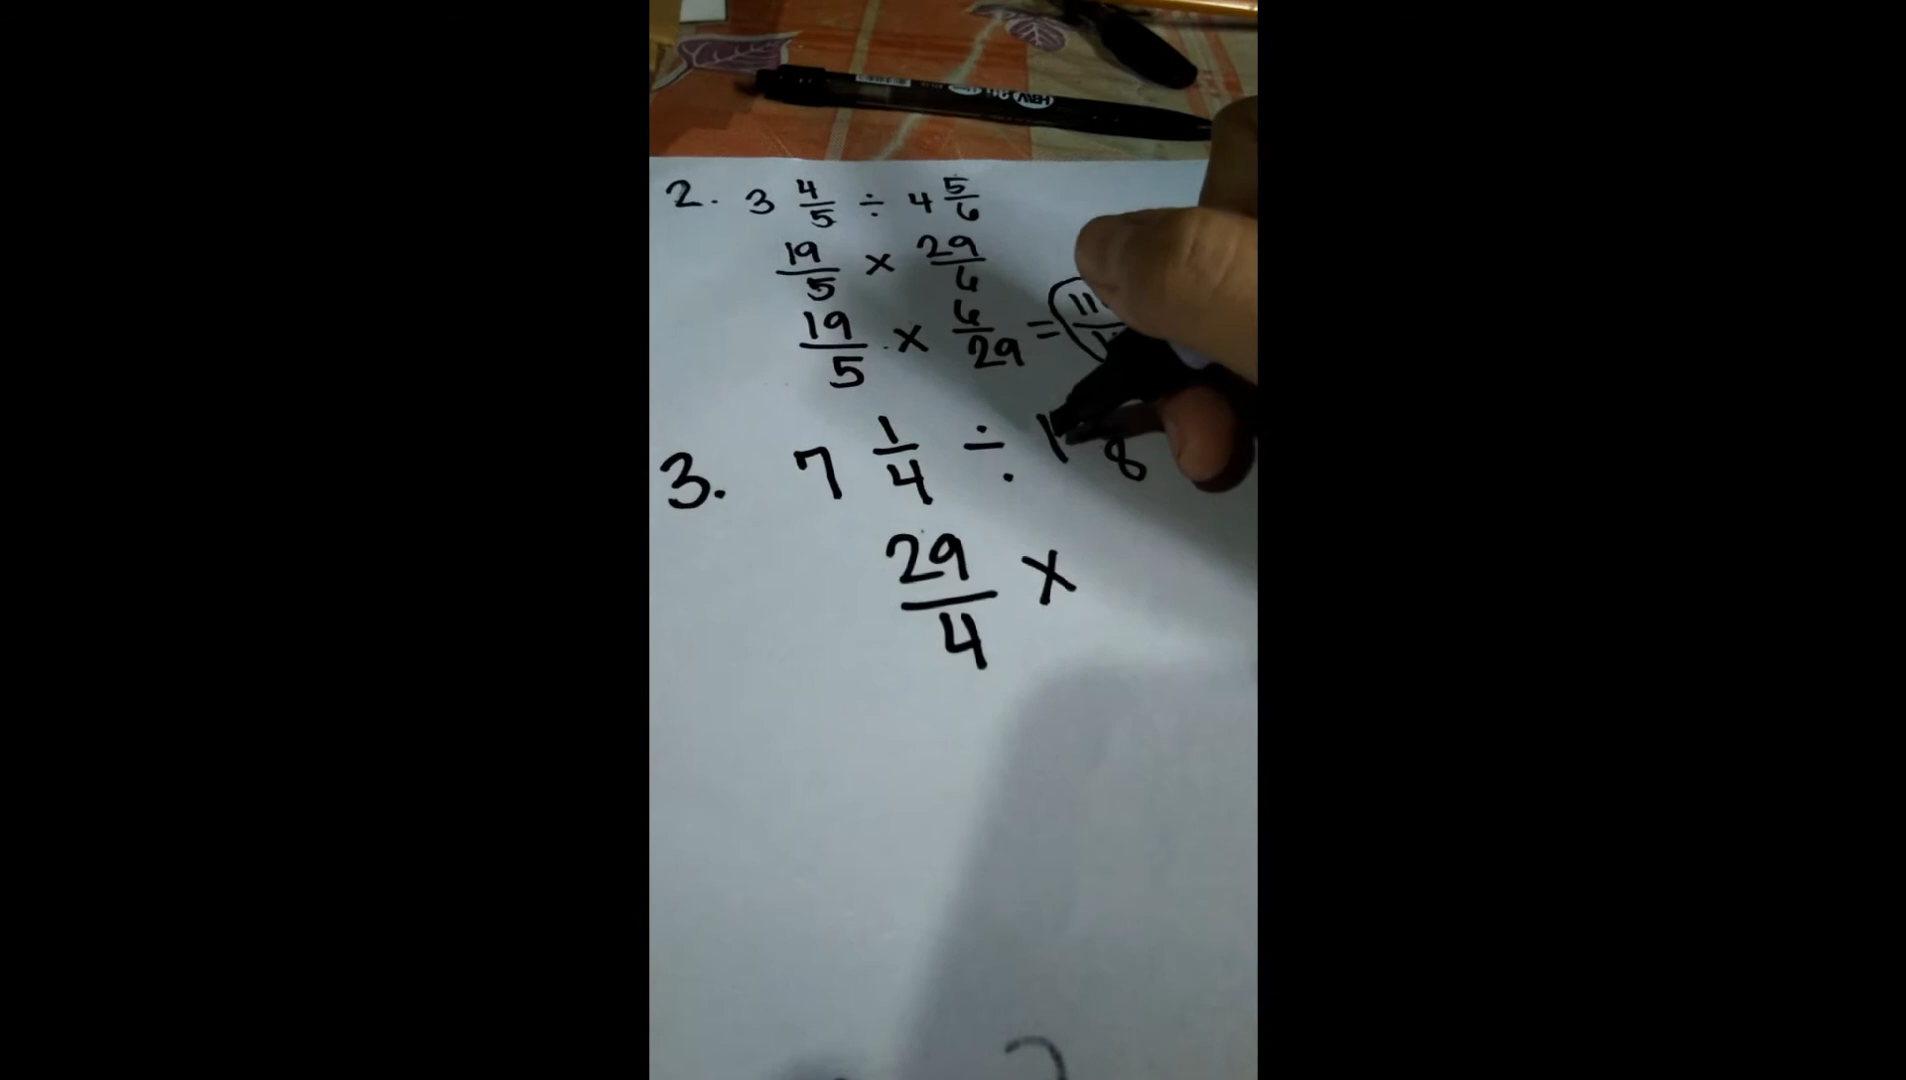 2. 3 4/5 ÷ 4 5/6
19/5 × 29/6
19/5 × 6/29 =
3. 7 1/4 ÷ 1 8
29/4 ×